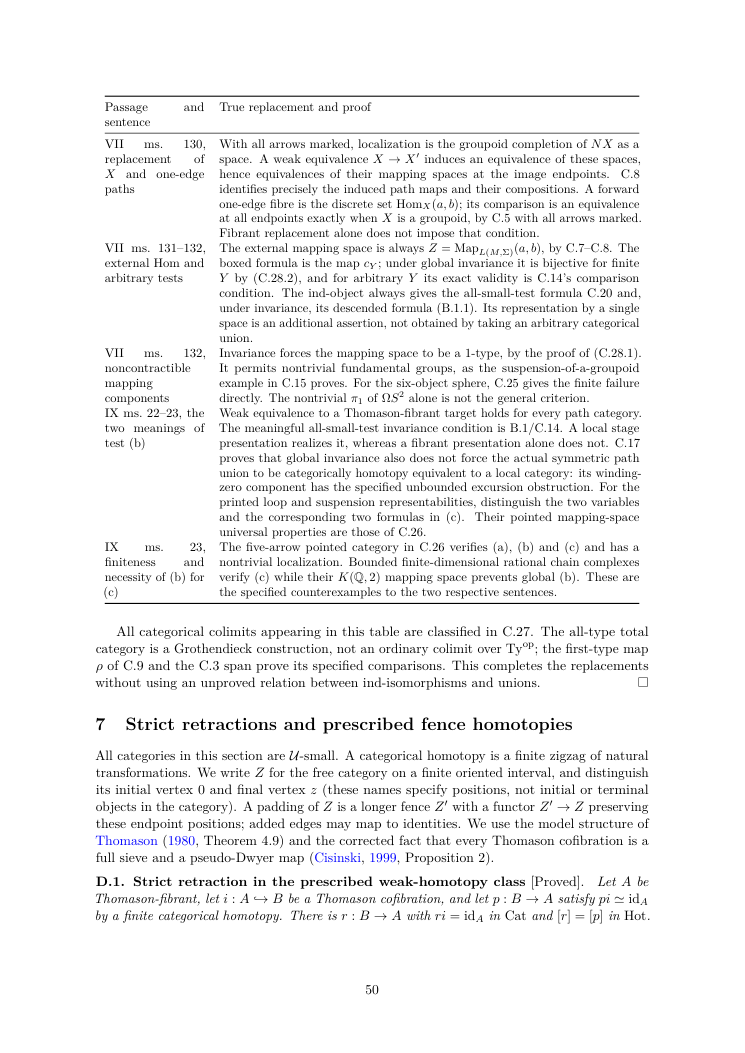 Passage and True replacement and proof
sentence
VII ms. 130, With all arrows marked, localization is the groupoid completion of NX as a
replacement of space. A weak equivalence X → X′ induces an equivalence of these spaces,
X and one-edge hence equivalences of their mapping spaces at the image endpoints. C.8
paths identifies precisely the induced path maps and their compositions. A forward
one-edge fibre is the discrete set Hom_X(a, b); its comparison is an equivalence
at all endpoints exactly when X is a groupoid, by C.5 with all arrows marked.
Fibrant replacement alone does not impose that condition.
VII ms. 131–132, The external mapping space is always Z = Map_{L(M,Σ)}(a, b), by C.7–C.8. The
external Hom and boxed formula is the map c_Y; under global invariance it is bijective for finite
arbitrary tests Y by (C.28.2), and for arbitrary Y its exact validity is C.14’s comparison
condition. The ind-object always gives the all-small-test formula C.20 and,
under invariance, its descended formula (B.1.1). Its representation by a single
space is an additional assertion, not obtained by taking an arbitrary categorical
union.
VII ms. 132, Invariance forces the mapping space to be a 1-type, by the proof of (C.28.1).
noncontractible It permits nontrivial fundamental groups, as the suspension-of-a-groupoid
mapping example in C.15 proves. For the six-object sphere, C.25 gives the finite failure
components directly. The nontrivial π₁ of ΩS² alone is not the general criterion.
IX ms. 22–23, the Weak equivalence to a Thomason-fibrant target holds for every path category.
two meanings of The meaningful all-small-test invariance condition is B.1/C.14. A local stage
test (b) presentation realizes it, whereas a fibrant presentation alone does not. C.17
proves that global invariance also does not force the actual symmetric path
union to be categorically homotopy equivalent to a local category: its winding-
zero component has the specified unbounded excursion obstruction. For the
printed loop and suspension representabilities, distinguish the two variables
and the corresponding two formulas in (c). Their pointed mapping-space
universal properties are those of C.26.
IX ms. 23, The five-arrow pointed category in C.26 verifies (a), (b) and (c) and has a
finiteness and nontrivial localization. Bounded finite-dimensional rational chain complexes
necessity of (b) for verify (c) while their K(ℚ, 2) mapping space prevents global (b). These are
(c) the specified counterexamples to the two respective sentences.
All categorical colimits appearing in this table are classified in C.27. The all-type total
category is a Grothendieck construction, not an ordinary colimit over Ty^op; the first-type map
ρ of C.9 and the C.3 span prove its specified comparisons. This completes the replacements
without using an unproved relation between ind-isomorphisms and unions. □
7 Strict retractions and prescribed fence homotopies
All categories in this section are 𝒰-small. A categorical homotopy is a finite zigzag of natural
transformations. We write Z for the free category on a finite oriented interval, and distinguish
its initial vertex 0 and final vertex z (these names specify positions, not initial or terminal
objects in the category). A padding of Z is a longer fence Z′ with a functor Z′ → Z preserving
these endpoint positions; added edges may map to identities. We use the model structure of
Thomason (1980, Theorem 4.9) and the corrected fact that every Thomason cofibration is a
full sieve and a pseudo-Dwyer map (Cisinski, 1999, Proposition 2).
D.1. Strict retraction in the prescribed weak-homotopy class [Proved]. Let A be
Thomason-fibrant, let i : A ↪ B be a Thomason cofibration, and let p : B → A satisfy pi ≃ id_A
by a finite categorical homotopy. There is r : B → A with ri = id_A in Cat and [r] = [p] in Hot.
50